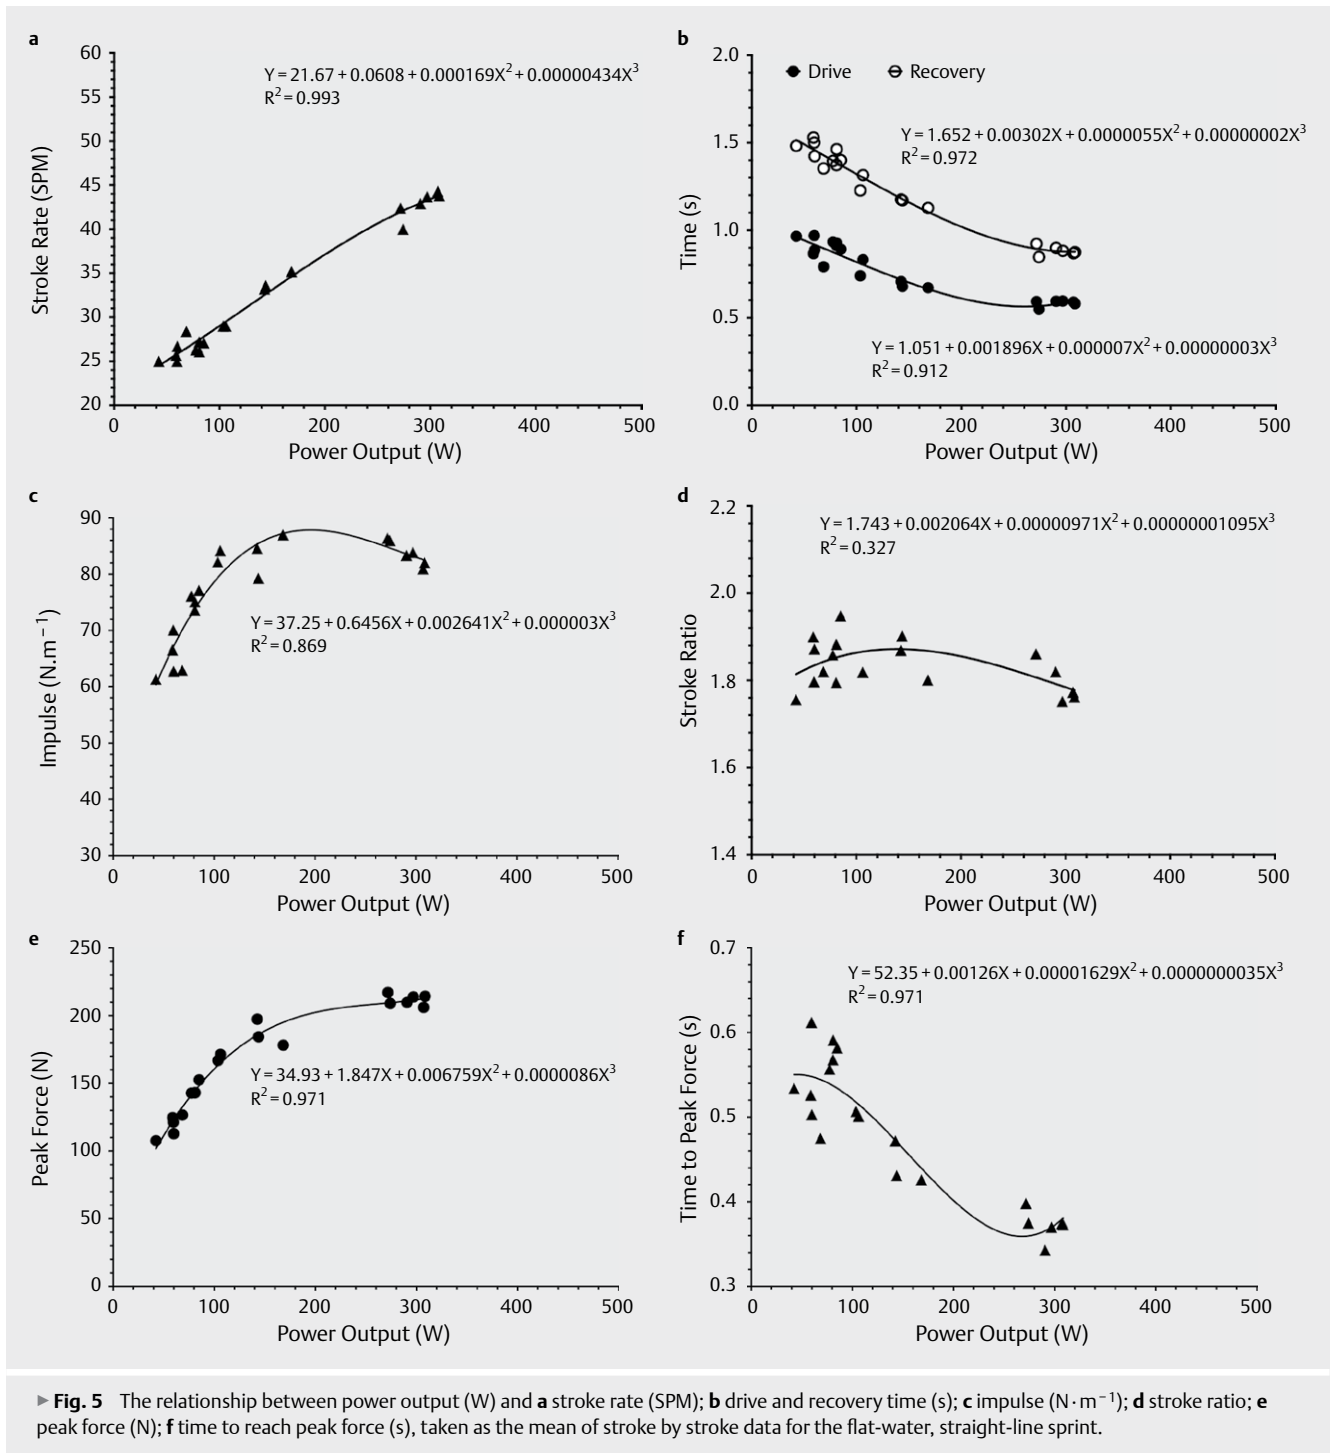 a
60
55
50
45
40
35
30
25
20
Stroke Rate (SPM)
Y = 21.67 + 0.0608 + 0.000169X² + 0.00000434X³
R² = 0.993
0 100 200 300 400 500
Power Output (W)
b
2.0
1.5
1.0
0.5
0.0
Time (s)
Drive Recovery
Y = 1.652 + 0.00302X + 0.0000055X² + 0.00000002X³
R² = 0.972
Y = 1.051 + 0.001896X + 0.000007X² + 0.00000003X³
R² = 0.912
0 100 200 300 400 500
Power Output (W)
c
90
80
70
60
50
40
30
Impulse (N.m⁻¹)
Y = 37.25 + 0.6456X + 0.002641X² + 0.000003X³
R² = 0.869
0 100 200 300 400 500
Power Output (W)
d
2.2
2.0
1.8
1.6
1.4
Stroke Ratio
Y = 1.743 + 0.002064X + 0.00000971X² + 0.00000001095X³
R² = 0.327
0 100 200 300 400 500
Power Output (W)
e
250
200
150
100
50
0
Peak Force (N)
Y = 34.93 + 1.847X + 0.006759X² + 0.0000086X³
R² = 0.971
0 100 200 300 400 500
Power Output (W)
f
0.7
0.6
0.5
0.4
0.3
Time to Peak Force (s)
Y = 52.35 + 0.00126X + 0.00001629X² + 0.0000000035X³
R² = 0.971
0 100 200 300 400 500
Power Output (W)
▶ Fig. 5 The relationship between power output (W) and a stroke rate (SPM); b drive and recovery time (s); c impulse (N·m⁻¹); d stroke ratio; e
peak force (N); f time to reach peak force (s), taken as the mean of stroke by stroke data for the flat-water, straight-line sprint.